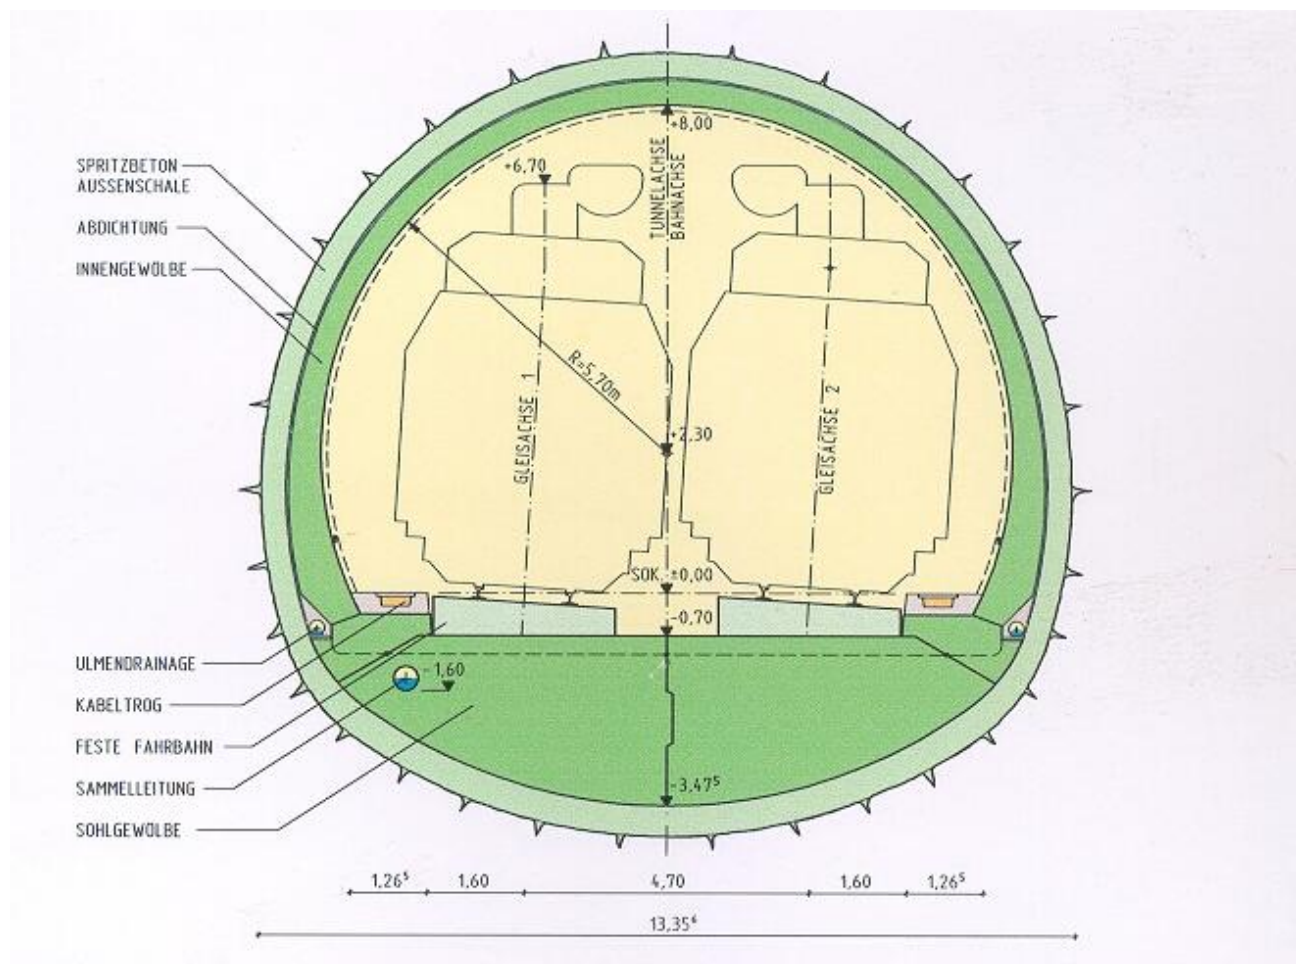 +8,00
+6,70
TUNNELACHSE
BAHNACHSE
SPRITZBETON
AUSSENSCHALE
ABDICHTUNG
INNENGEWÖLBE
R=5,70m
GLEISACHSE 1
GLEISACHSE 2
+2,30
SOK. ±0,00
-0,70
-1,60
ULMENDRAINAGE
KABELTROG
FESTE FAHRBAHN
SAMMELLEITUNG
SOHLGEWÖLBE
-3,47⁵
1,26⁵ 1,60 4,70 1,60 1,26⁵
13,35⁶